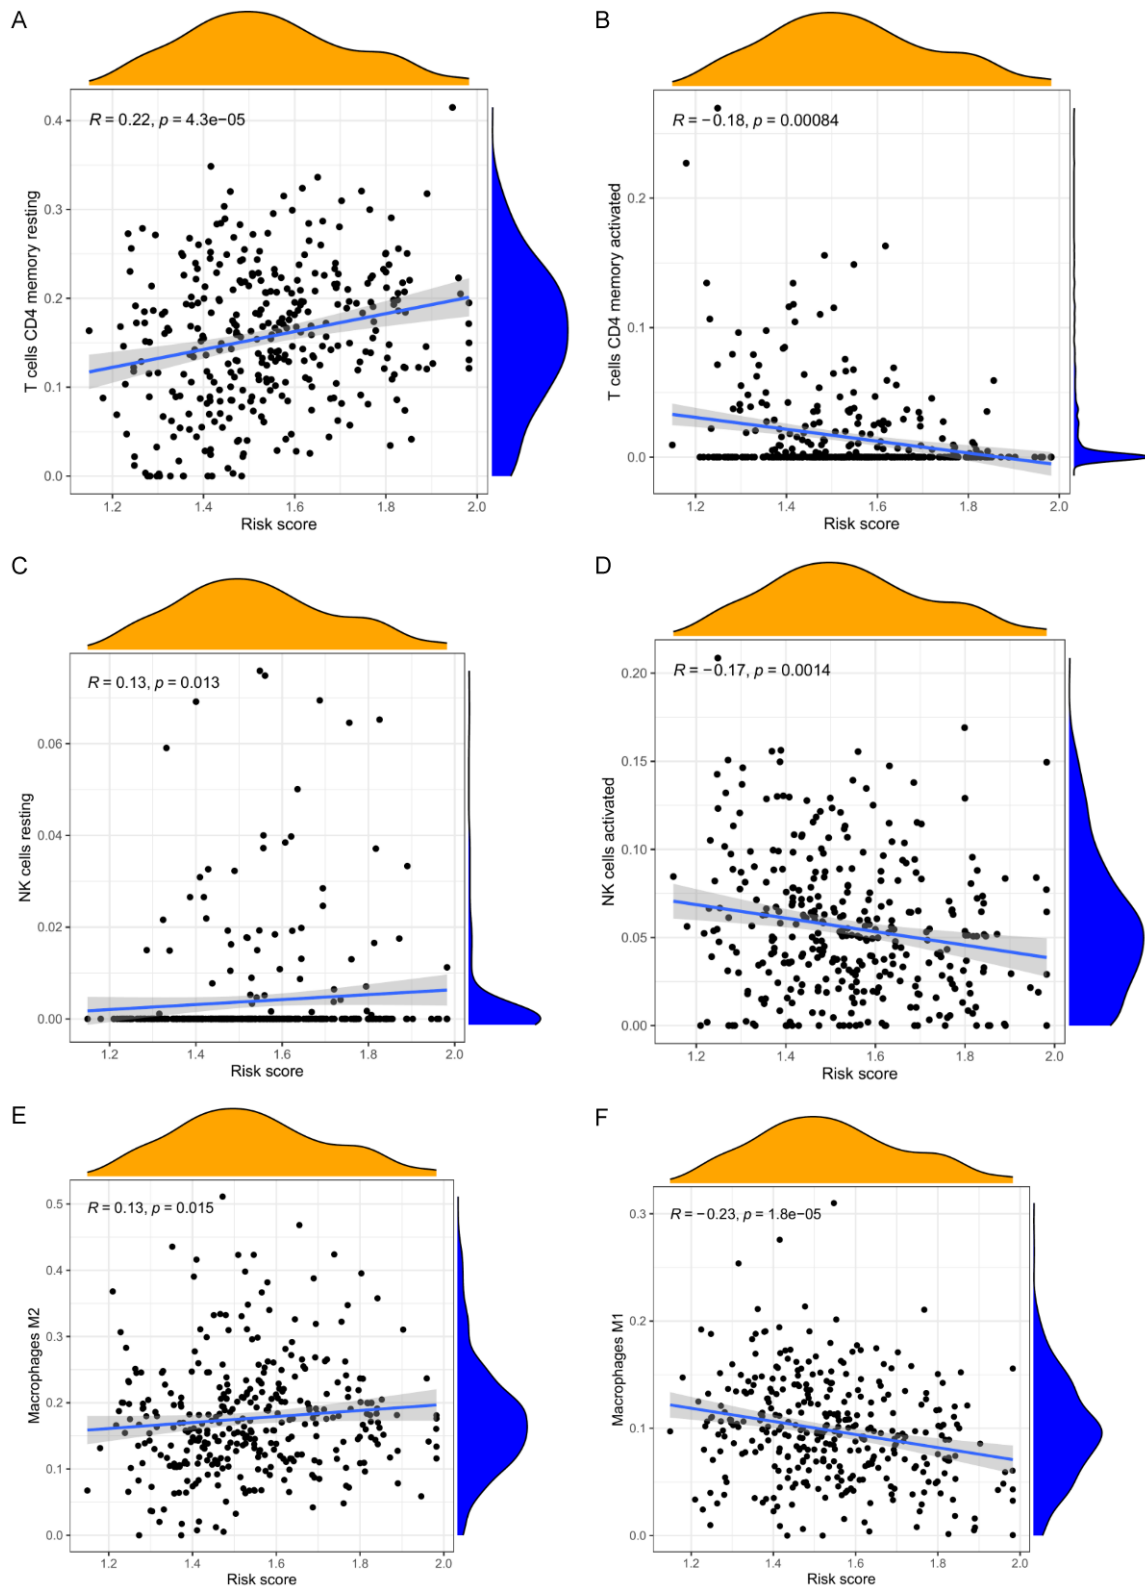 A
R = 0.22, p = 4.3e−05
T cells CD4 memory resting
0.4
0.3
0.2
0.1
0.0
1.2 1.4 1.6 1.8 2.0
Risk score
B
R = −0.18, p = 0.00084
T cells CD4 memory activated
0.2
0.1
0.0
1.2 1.4 1.6 1.8 2.0
Risk score
C
R = 0.13, p = 0.013
NK cells resting
0.06
0.04
0.02
0.00
1.2 1.4 1.6 1.8 2.0
Risk score
D
R = −0.17, p = 0.0014
NK cells activated
0.20
0.15
0.10
0.05
0.00
1.2 1.4 1.6 1.8 2.0
Risk score
E
R = 0.13, p = 0.015
Macrophages M2
0.5
0.4
0.3
0.2
0.1
0.0
1.2 1.4 1.6 1.8 2.0
Risk score
F
R = −0.23, p = 1.8e−05
Macrophages M1
0.3
0.2
0.1
0.0
1.2 1.4 1.6 1.8 2.0
Risk score